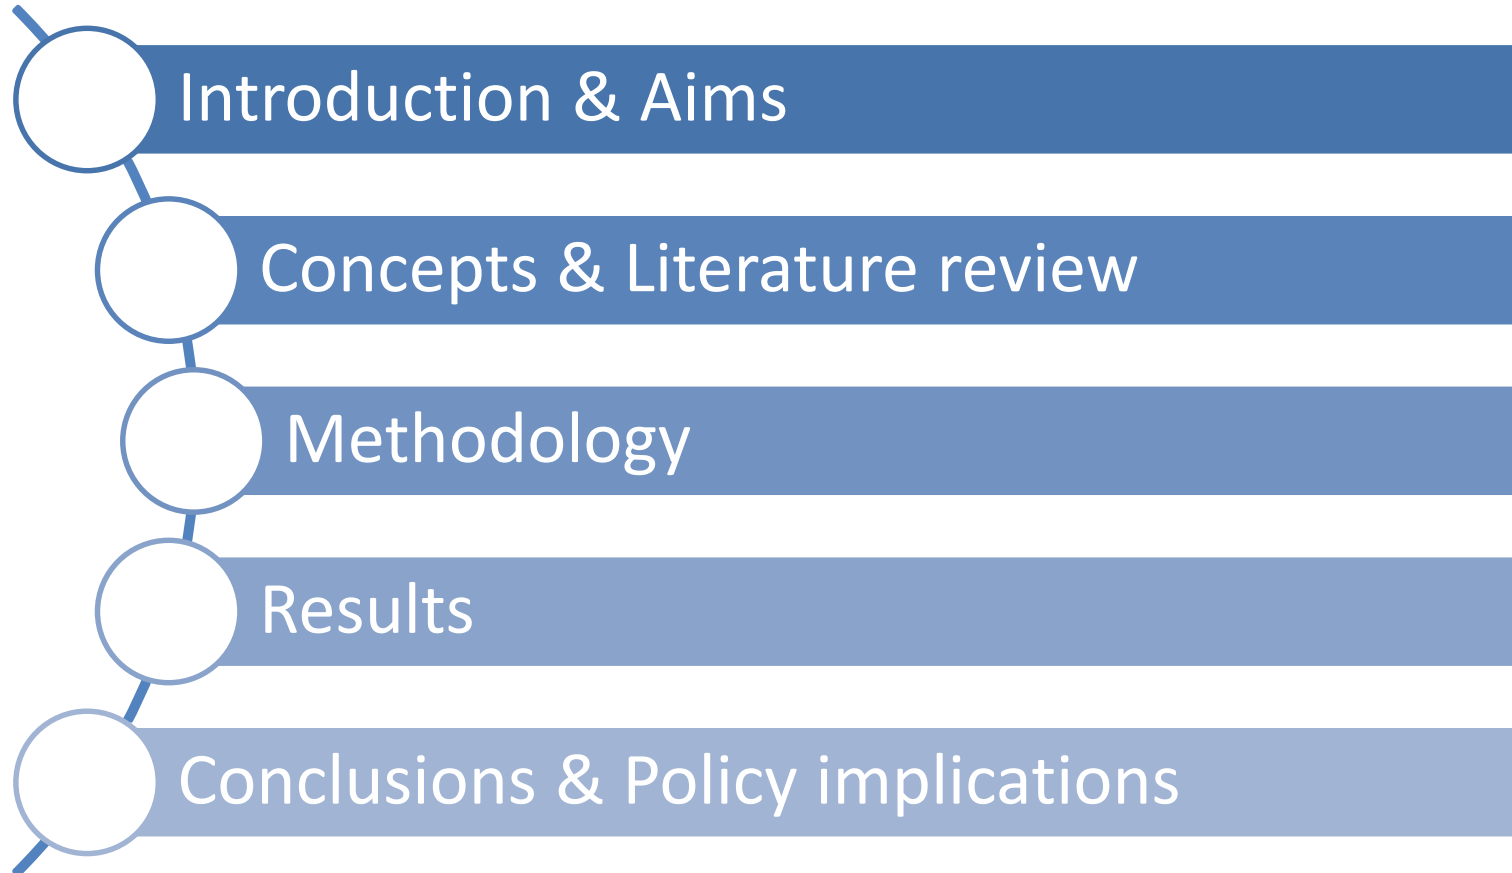 Introduction & Aims
Concepts & Literature review
Methodology
Results
Conclusions & Policy implications